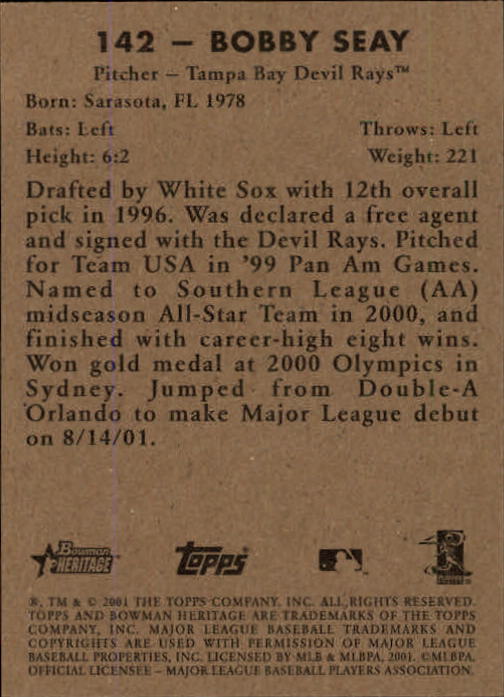 142 – BOBBY SEAY
Pitcher – Tampa Bay Devil Rays™
Born: Sarasota, FL 1978
Bats: Left Throws: Left
Height: 6:2 Weight: 221
Drafted by White Sox with 12th overall
pick in 1996. Was declared a free agent
and signed with the Devil Rays. Pitched
for Team USA in '99 Pan Am Games.
Named to Southern League (AA)
midseason All-Star Team in 2000, and
finished with career-high eight wins.
Won gold medal at 2000 Olympics in
Sydney. Jumped from Double-A
Orlando to make Major League debut
on 8/14/01.
Bowman
HERITAGE
TOPPS
®, TM & © 2001 THE TOPPS COMPANY, INC. ALL RIGHTS RESERVED.
TOPPS AND BOWMAN HERITAGE ARE TRADEMARKS OF THE TOPPS
COMPANY, INC. MAJOR LEAGUE BASEBALL TRADEMARKS AND
COPYRIGHTS ARE USED WITH PERMISSION OF MAJOR LEAGUE
BASEBALL PROPERTIES, INC. LICENSED BY MLB & MLBPA, 2001. ©MLBPA,
OFFICIAL LICENSEE – MAJOR LEAGUE BASEBALL PLAYERS ASSOCIATION.